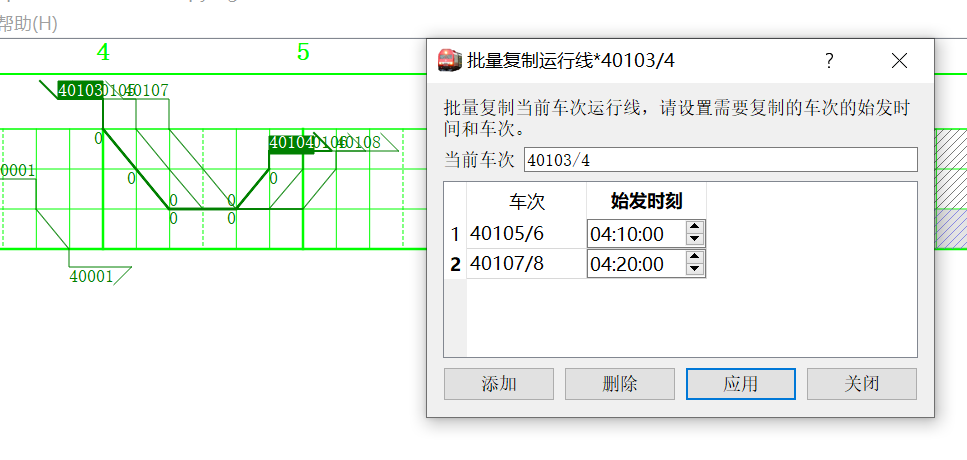 帮助(H)
4
5
40103
40107
0
0001
0
0
0
0
0
40104
40108
0
40001
批量复制运行线*40103/4
?
批量复制当前车次运行线，请设置需要复制的车次的始发时
间和车次。
当前车次 40103/4
车次 始发时刻
1 40105/6 04:10:00
2 40107/8 04:20:00
添加 删除 应用 关闭